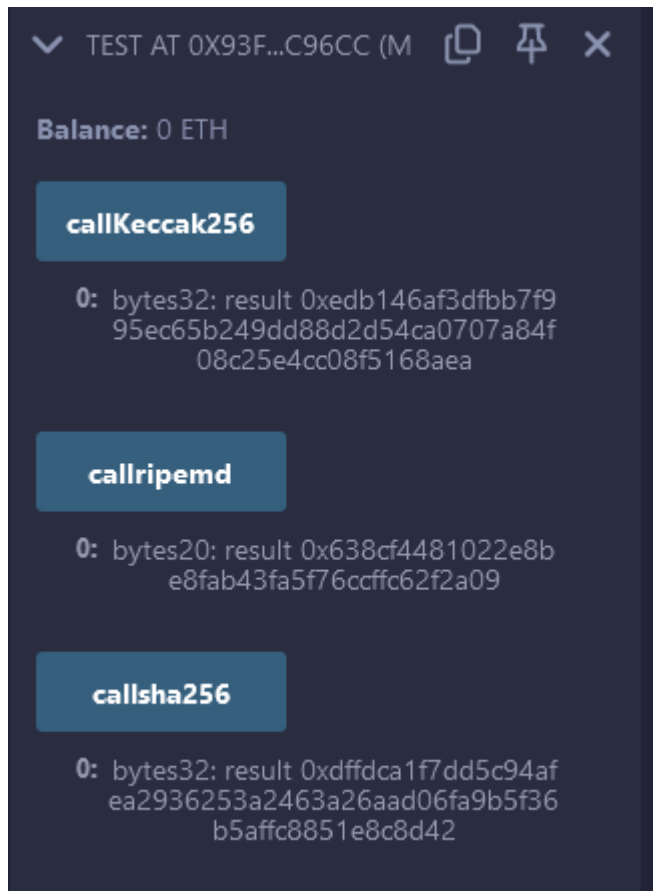 TEST AT 0X93F...C96CC (M
Balance: 0 ETH
callKeccak256
0: bytes32: result 0xedb146af3dfbb7f9
95ec65b249dd88d2d54ca0707a84f
08c25e4cc08f5168aea
callripemd
0: bytes20: result 0x638cf4481022e8b
e8fab43fa5f76ccffc62f2a09
callsha256
0: bytes32: result 0xdffdca1f7dd5c94af
ea2936253a2463a26aad06fa9b5f36
b5affc8851e8c8d42